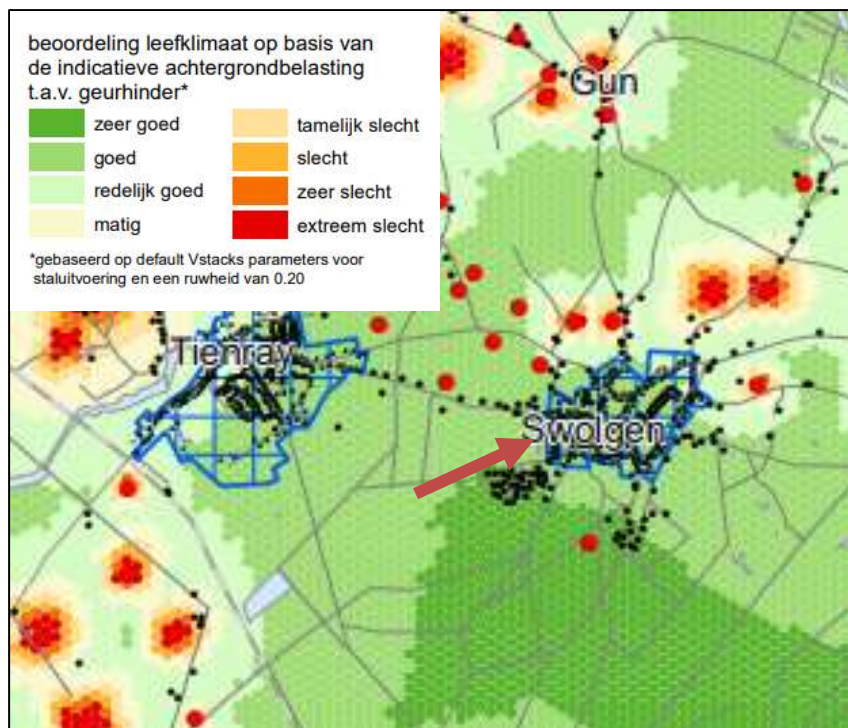 beoordeling leefklimaat op basis van
de indicatieve achtergrondbelasting
t.a.v. geurhinder*
zeer goed
goed
redelijk goed
matig
tamelijk slecht
slecht
zeer slecht
extreem slecht
*gebaseerd op default Vstacks parameters voor
staluitvoering en een ruwheid van 0.20
Gun
Tienray
Swolgen